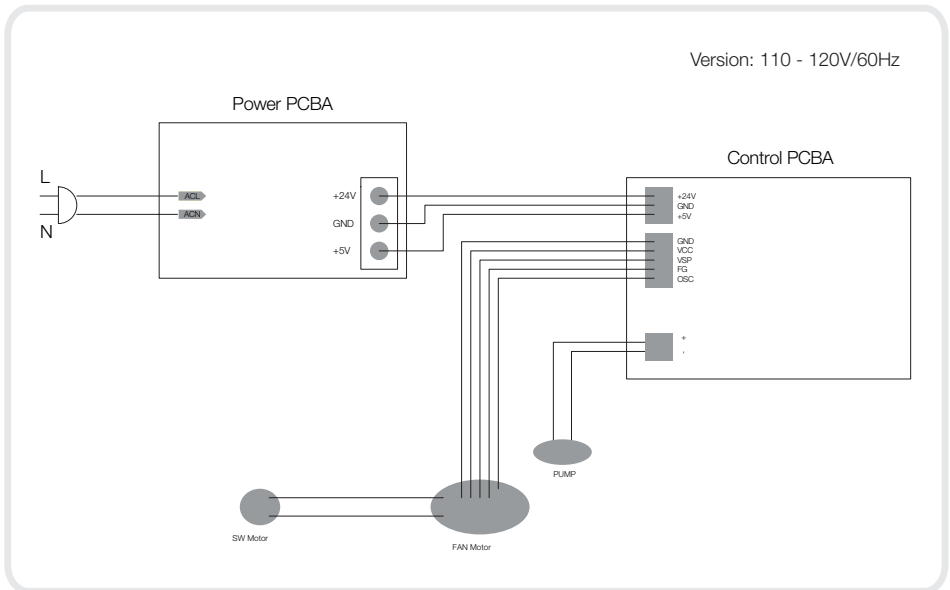 Version: 110 - 120V/60Hz
Power PCBA
Control PCBA
L
N
ACL
ACN
+24V
GND
+5V
+24V
GND
+5V
GND
VCC
VSP
FG
OSC
+
-
PUMP
SW Motor
FAN Motor